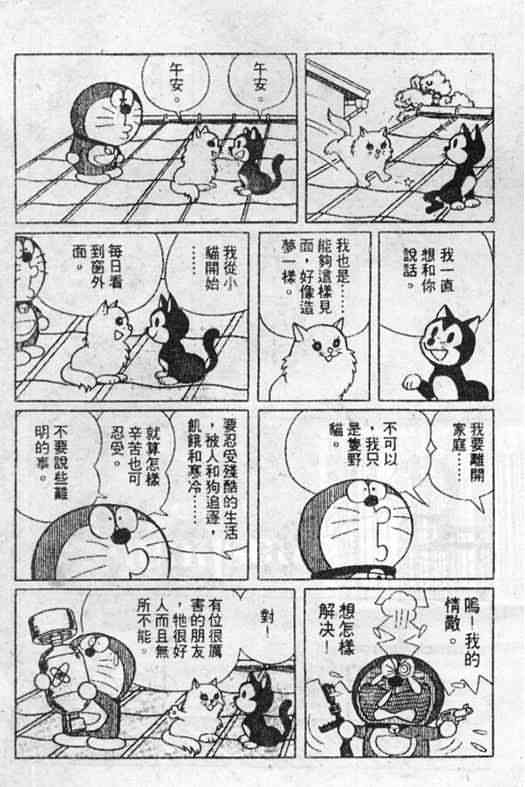 午安。
午安。
我一直
想和你
說話。
我也是……
能夠這樣見
面，好像造
夢一樣。
我從小
貓開始
……
每日看
到窗外
面。
我要離開
家庭……
不可以
，我只
是隻野
貓。
要忍受殘酷的生活
，被人和狗追逐，
飢餓和寒冷……
就算怎樣
辛苦也可
忍受。
不要說些離
明的事。
嗚！我的
情敵。
想怎樣
解決！
對！
有位很厲
害的朋友
，牠很好
人而且無
所不能。